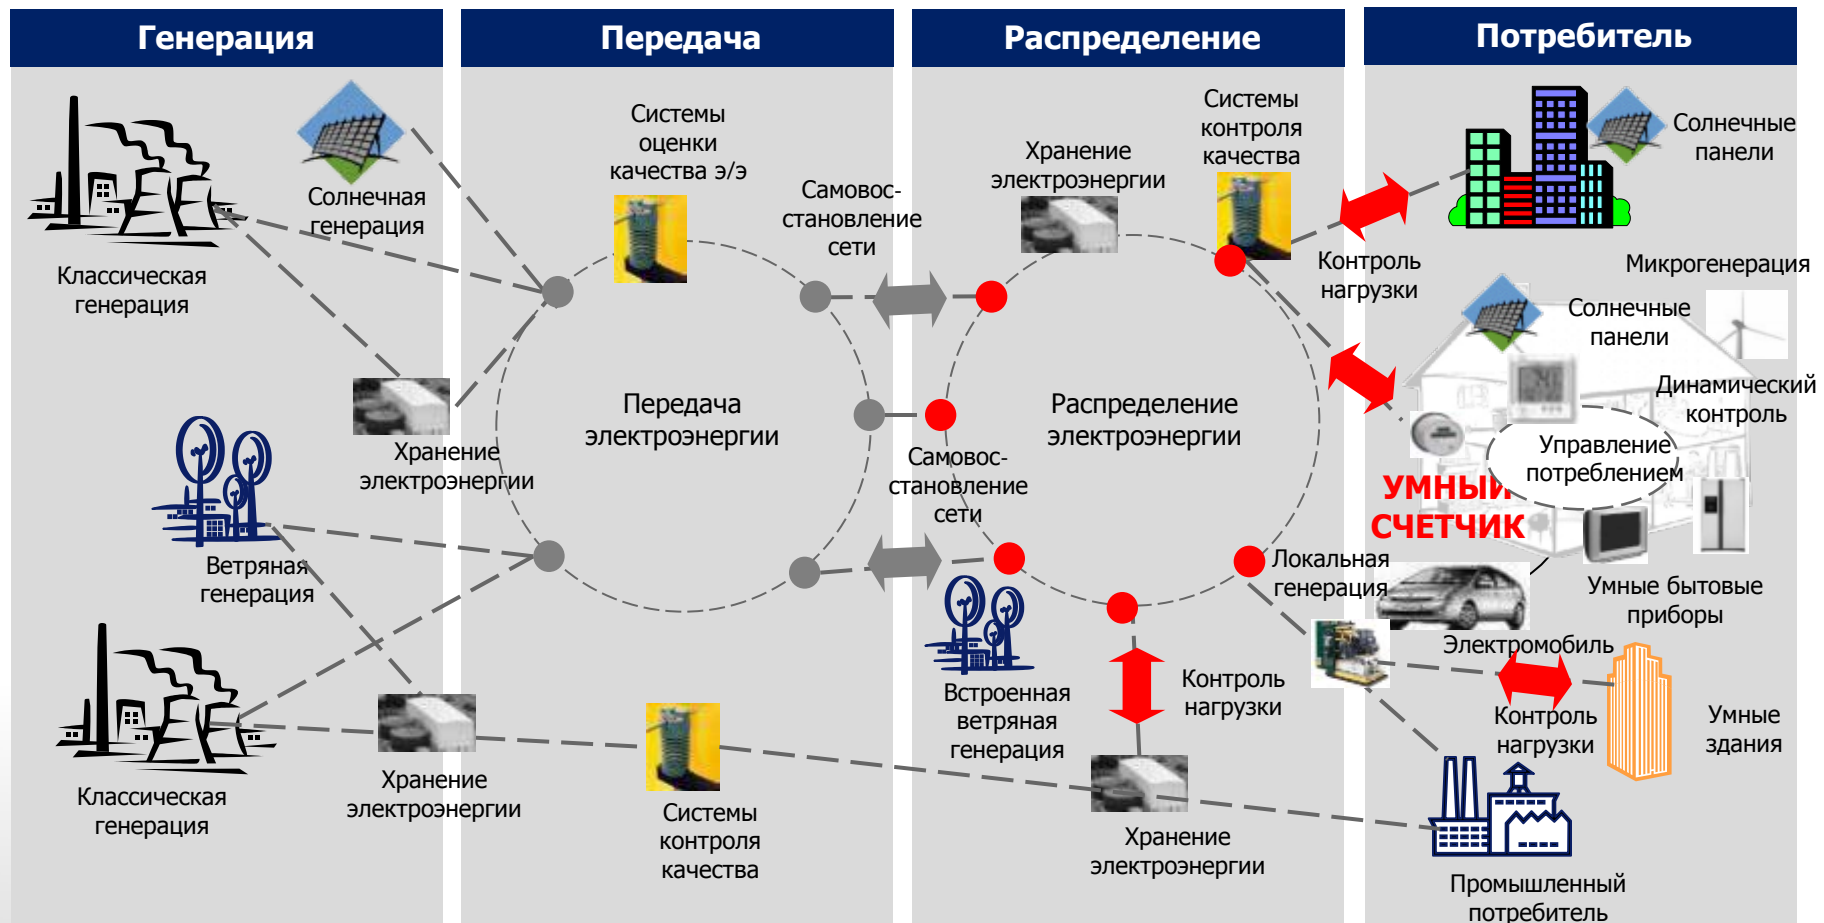 Генерация
Передача
Распределение
Потребитель
Солнечная
генерация
Классическая
генерация
Хранение
электроэнергии
Ветряная
генерация
Классическая
генерация
Хранение
электроэнергии
Системы
оценки
качества э/э
Самовос-
становление
сети
Передача
электроэнергии
Самовос-
становление
сети
Системы
контроля
качества
Хранение
электроэнергии
Системы
контроля
качества
Распределение
электроэнергии
Встроенная
ветряная
генерация
Контроль
нагрузки
Хранение
электроэнергии
Локальная
генерация
Контроль
нагрузки
Солнечные
панели
Микрогенерация
Солнечные
панели
Динамический
контроль
Управление
потреблением
УМНЫЙ
СЧЕТЧИК
Умные бытовые
приборы
Электромобиль
Контроль
нагрузки
Умные
здания
Промышленный
потребитель